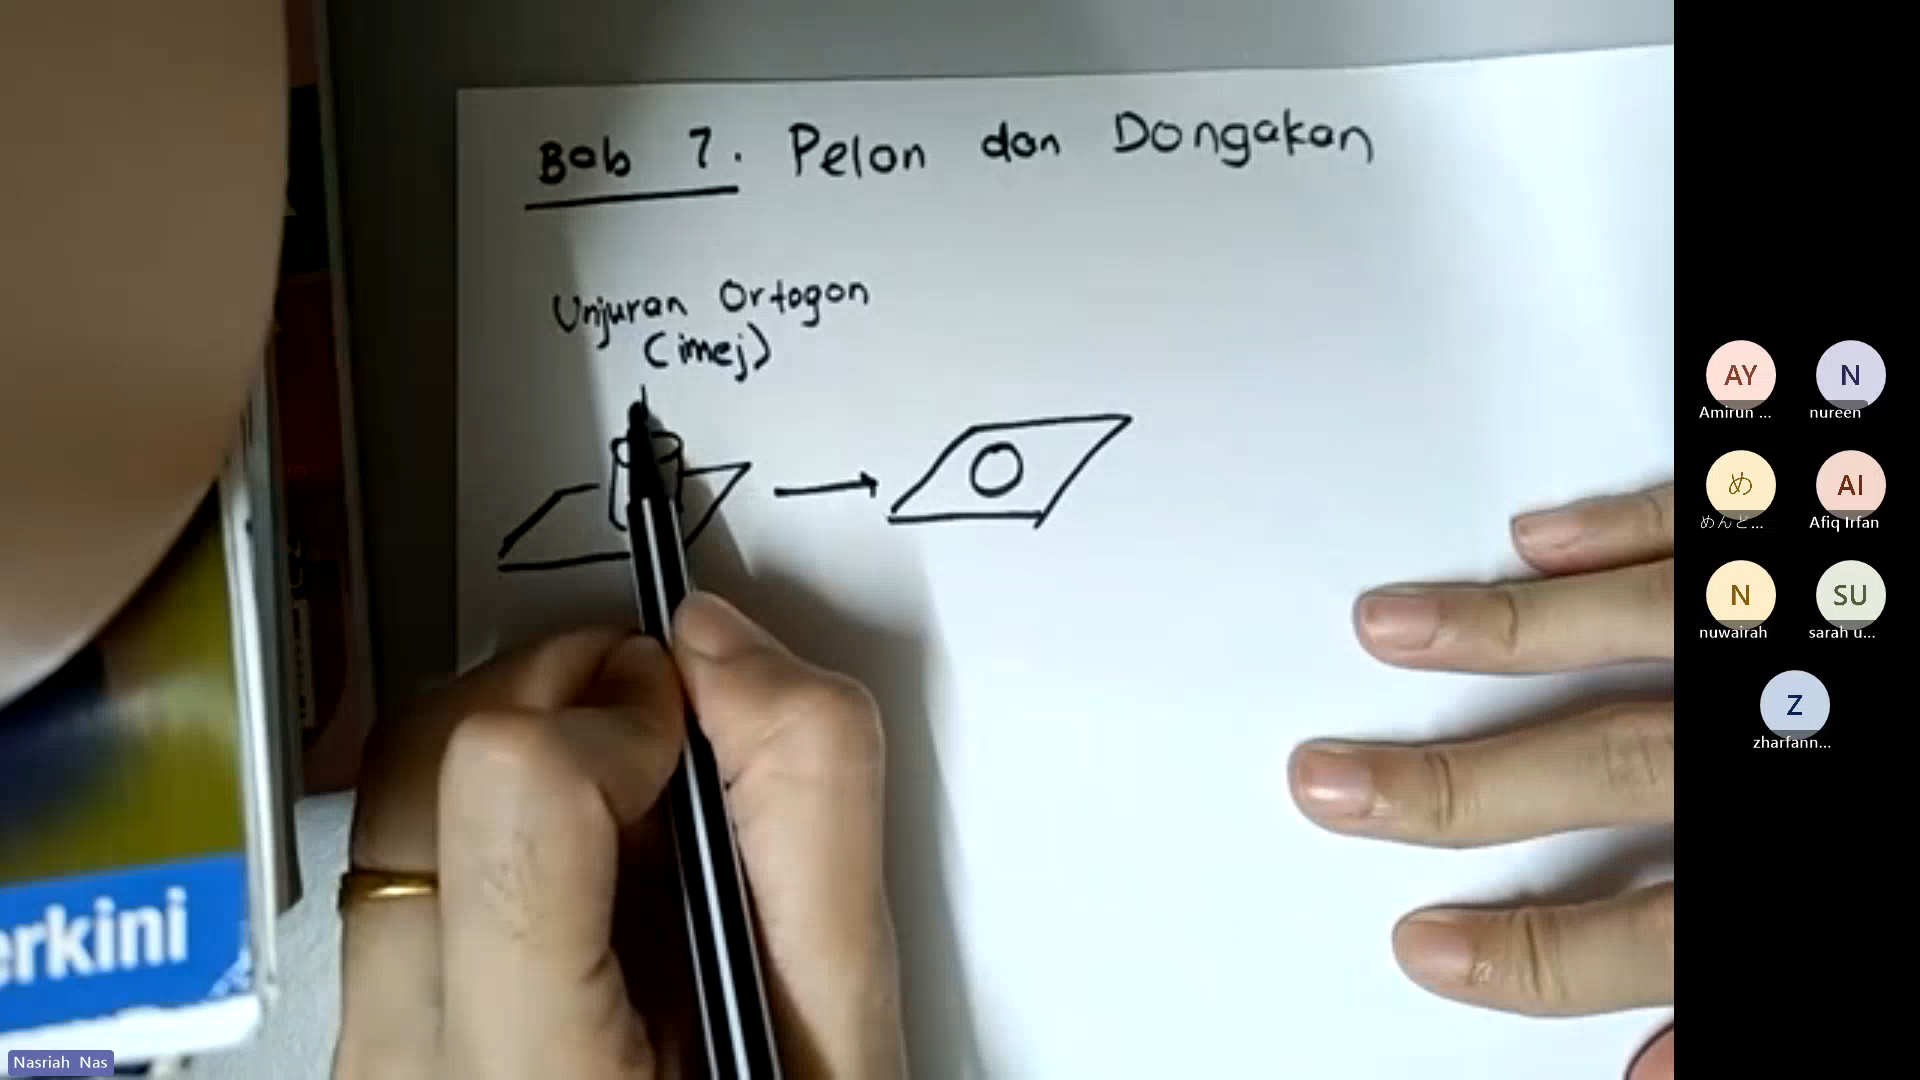 Bab 7. Pelan dan Dongakan
Unjuran Ortogon
(imej)
erkini
AY
Amirun ...
N
nureen
め
めんど...
AI
Afiq Irfan
N
nuwairah
SU
sarah u...
Z
zharfann...
Nasriah Nas